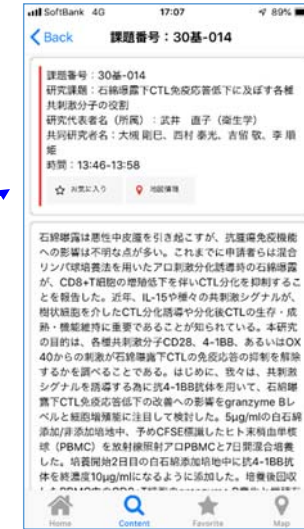 SoftBank 4G 17:07 89%
Back 課題番号：30基-014
課題番号：30基-014
研究課題：石綿曝露下CTL免疫応答低下に及ぼす各種
共刺激分子の役割
研究代表者名（所属）：武井 直子（衛生学）
共同研究者名：大槻 剛巳、西村 泰光、吉留 敬、李 順
姫
時間：13:46-13:58
お気に入り 地図情報
石綿曝露は悪性中皮腫を引き起こすが、抗腫瘍免疫機能
への影響は不明な点が多い。これまでに申請者らは混合
リンパ球培養法を用いたアロ刺激分化誘導時の石綿曝露
が、CD8+T細胞の増殖低下を伴いCTL分化を抑制するこ
とを報告した。近年、IL-15や種々の共刺激シグナルが、
樹状細胞を介したCTL分化誘導や分化後CTLの生存・成
熟・機能維持に重要であることが知られている。本研究
の目的は、各種共刺激分子CD28、4-1BB、あるいはOX
40からの刺激が石綿曝露下CTLの免疫応答の抑制を解除
するかを調べることである。はじめに、我々は、共刺激
シグナルを誘導する為に抗4-1BB抗体を用いて、石綿曝
露下CTL免疫応答低下の改善への影響をgranzyme Bレ
ベルと細胞増殖能に注目して検討した。5μg/mlの白石綿
添加/非添加培地中、予めCFSE標識したヒト末梢血単核
球（PBMC）を放射線照射アロPBMCと7日間混合培養
した。培養開始2日目の白石綿添加培地中に抗4-1BB抗
体を終濃度10μg/mlになるように添加した。培養後回収
Home Content Favorite Map